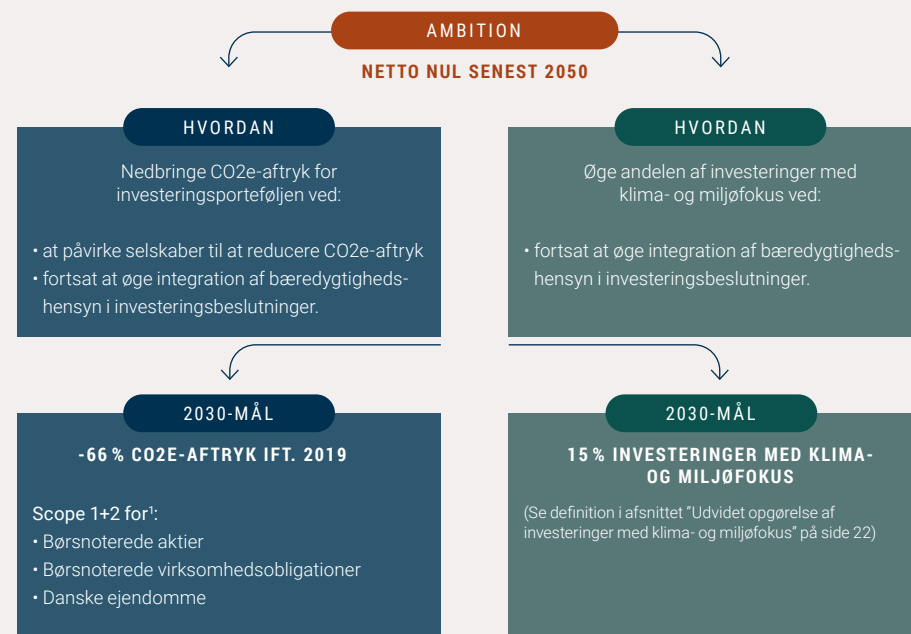 AMBITION
NETTO NUL SENEST 2050
HVORDAN
Nedbringe CO2e-aftryk for
investeringsporteføljen ved:
• at påvirke selskaber til at reducere CO2e-aftryk
• fortsat at øge integration af bæredygtigheds-
hensyn i investeringsbeslutninger.
HVORDAN
Øge andelen af investeringer med
klima- og miljøfokus ved:
• fortsat at øge integration af bæredygtigheds-
hensyn i investeringsbeslutninger.
2030-MÅL
-66 % CO2E-AFTRYK IFT. 2019
Scope 1+2 for¹:
• Børsnoterede aktier
• Børsnoterede virksomhedsobligationer
• Danske ejendomme
2030-MÅL
15 % INVESTERINGER MED KLIMA-
OG MILJØFOKUS
(Se definition i afsnittet ”Udvidet opgørelse af
investeringer med klima- og miljøfokus” på side 22)